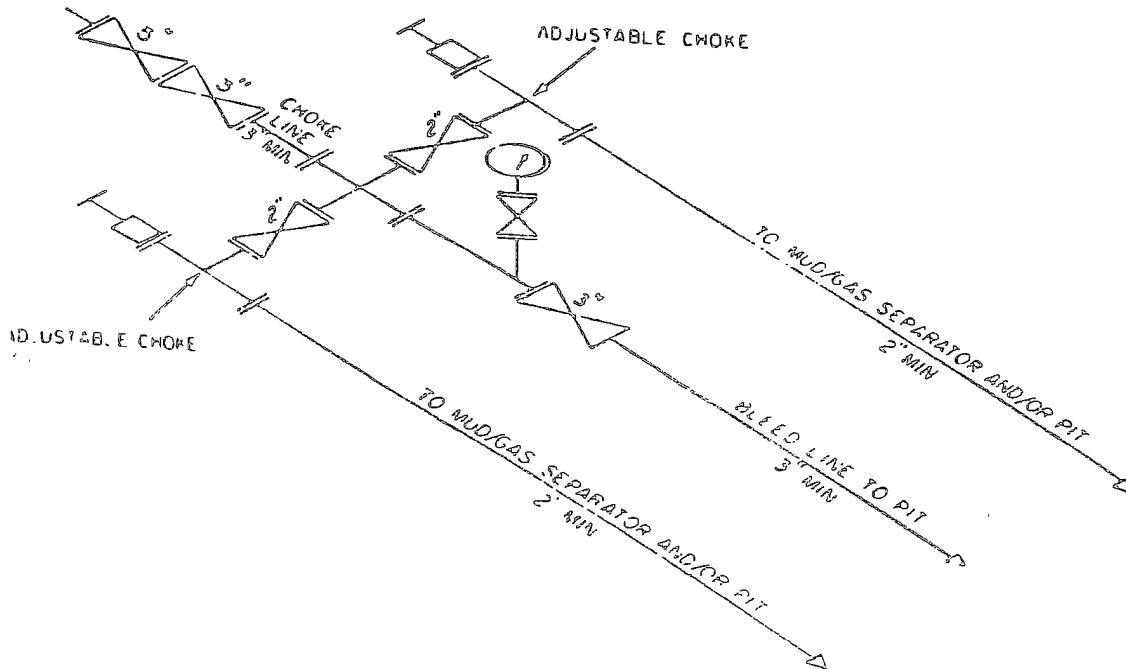 ADJUSTABLE CHOKE
3"
3"
CHOKE
LINE
3" MIN
2"
2"
3"
ADJUSTABLE CHOKE
TO MUD/GAS SEPARATOR AND/OR PIT
2" MIN
BLEED LINE TO PIT
3" MIN
TO MUD/GAS SEPARATOR AND/OR PIT
2" MIN